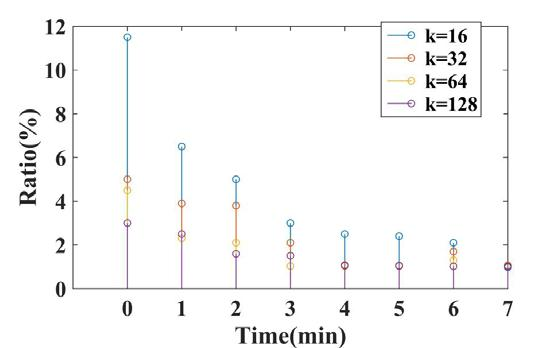 12
10
8
6
4
2
0
Ratio(%)
k=16
k=32
k=64
k=128
0 1 2 3 4 5 6 7
Time(min)